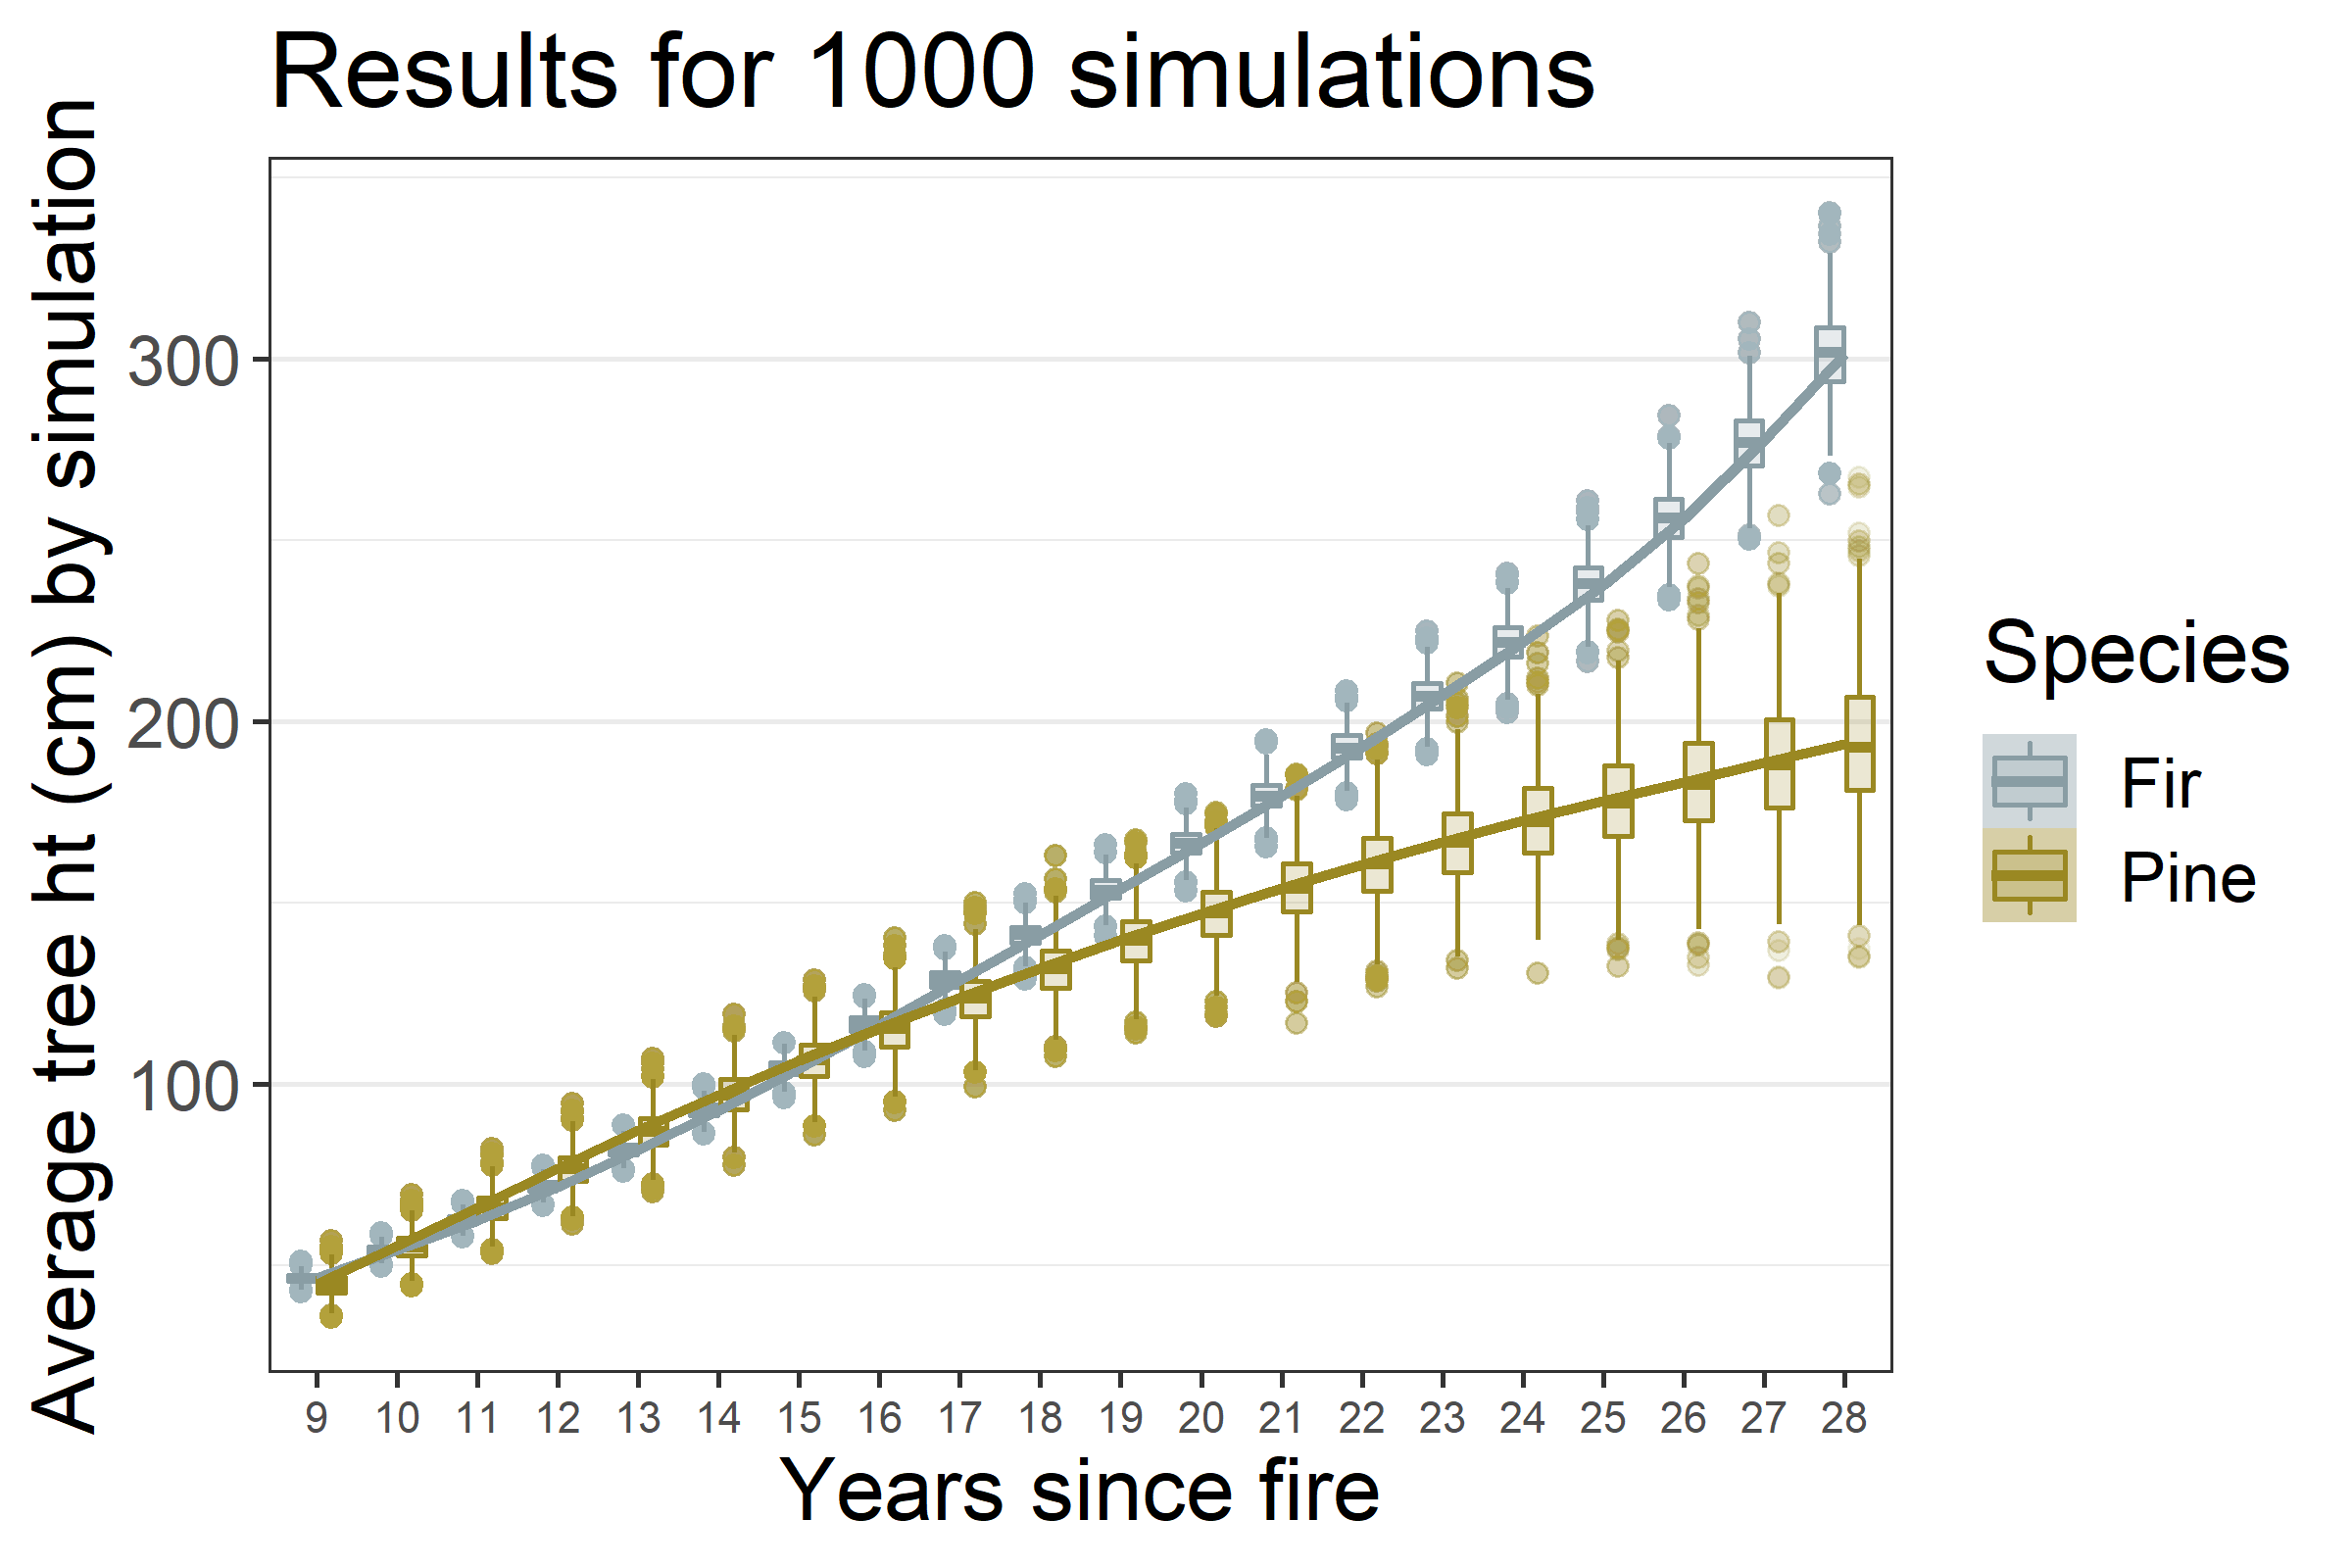 Results for 1000 simulations
Average tree ht (cm) by simulation
300
200
100
9 10 11 12 13 14 15 16 17 18 19 20 21 22 23 24 25 26 27 28
Years since fire
Species
Fir
Pine